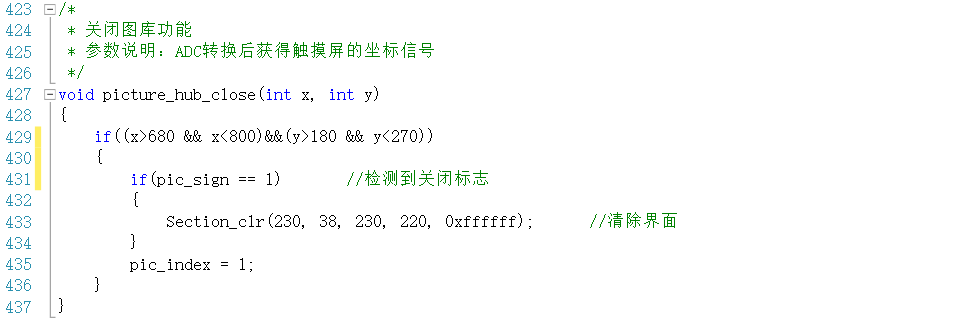 423 /*
424  * 关闭图库功能
425  * 参数说明：ADC转换后获得触摸屏的坐标信号
426  */
427 void picture_hub_close(int x, int y)
428 {
429     if((x>680 && x<800)&&(y>180 && y<270))
430     {
431         if(pic_sign == 1)       //检测到关闭标志
432         {
433             Section_clr(230, 38, 230, 220, 0xffffff);      //清除界面
434         }
435         pic_index = 1;
436     }
437 }